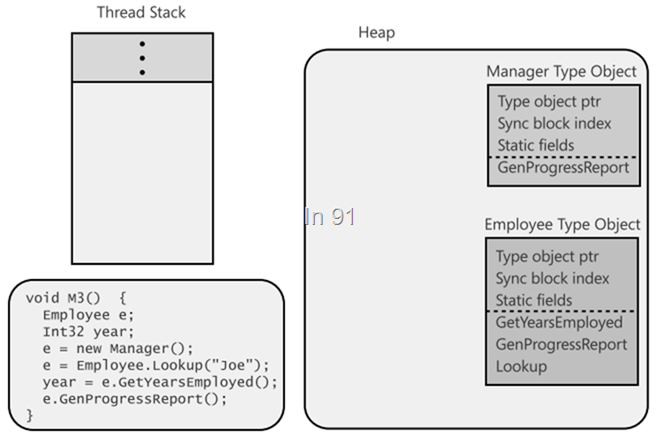 Thread Stack
Heap
Manager Type Object
Type object ptr
Sync block index
Static fields
GenProgressReport
In 91
Employee Type Object
Type object ptr
Sync block index
Static fields
GetYearsEmployed
GenProgressReport
Lookup
void M3() {
Employee e;
Int32 year;
e = new Manager();
e = Employee.Lookup("Joe");
year = e.GetYearsEmployed();
e.GenProgressReport();
}